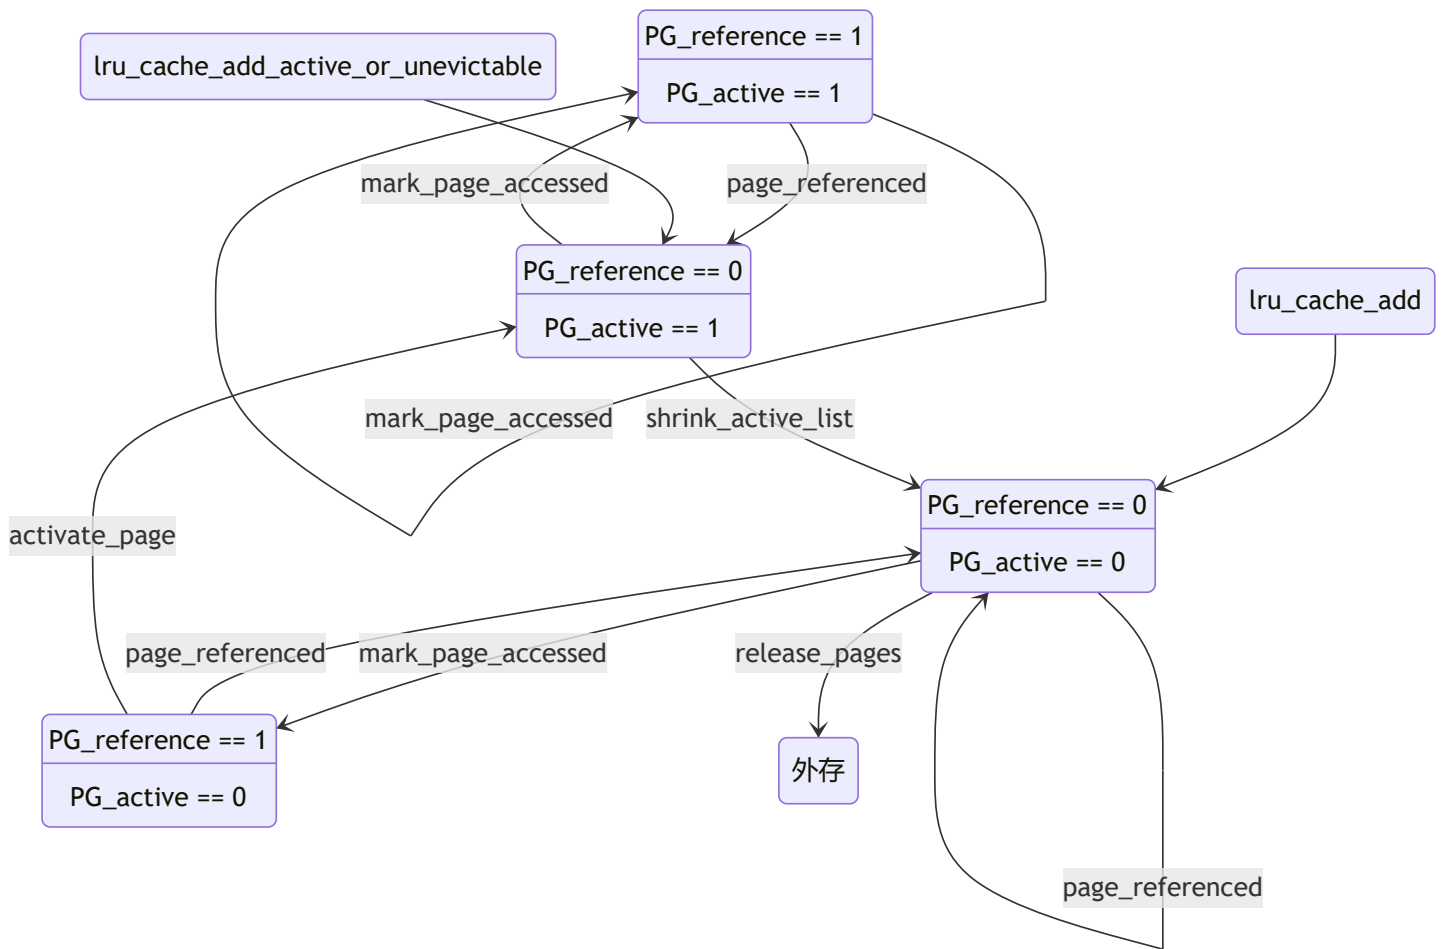 PG_reference == 1
lru_cache_add_active_or_unevictable
PG_active == 1
mark_page_accessed
page_referenced
PG_reference == 0
lru_cache_add
PG_active == 1
mark_page_accessed
shrink_active_list
PG_reference == 0
activate_page
PG_active == 0
page_referenced
mark_page_accessed
release_pages
PG_reference == 1
外存
PG_active == 0
page_referenced